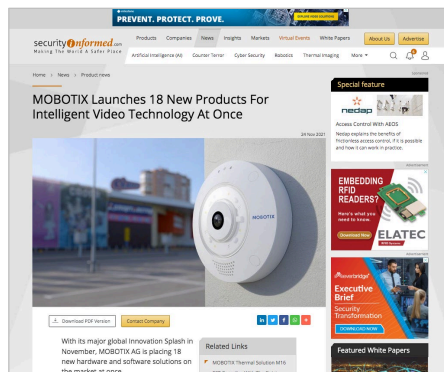 PREVENT. PROTECT. PROVE.
security informed.com
Making The World A Safer Place
Products Companies News Insights Markets Virtual Events White Papers
About Us
Advertise
Artificial Intelligence (AI) Counter Terror Cyber Security Robotics Thermal Imaging More
Home > News > Product news
MOBOTIX Launches 18 New Products For
Intelligent Video Technology At Once
24 Nov 2021
MOBOTIX
Download PDF Version
Contact Company
With its major global Innovation Splash in
November, MOBOTIX AG is placing 18
new hardware and software solutions on
the market at once
Related Links
MOBOTIX Thermal Solution M16
Special feature
nedap
Access Control With AEOS
Nedap explains the benefits of
frictionless access control, if it is possible
and how it can work in practice.
Advertisement
EMBEDDING
RFID
READERS?
Here's what you
need to know.
Download Now
ELATEC
Advertisement
everbridge
Executive
Brief
Security
Transformation
DOWNLOAD NOW
Featured White Papers